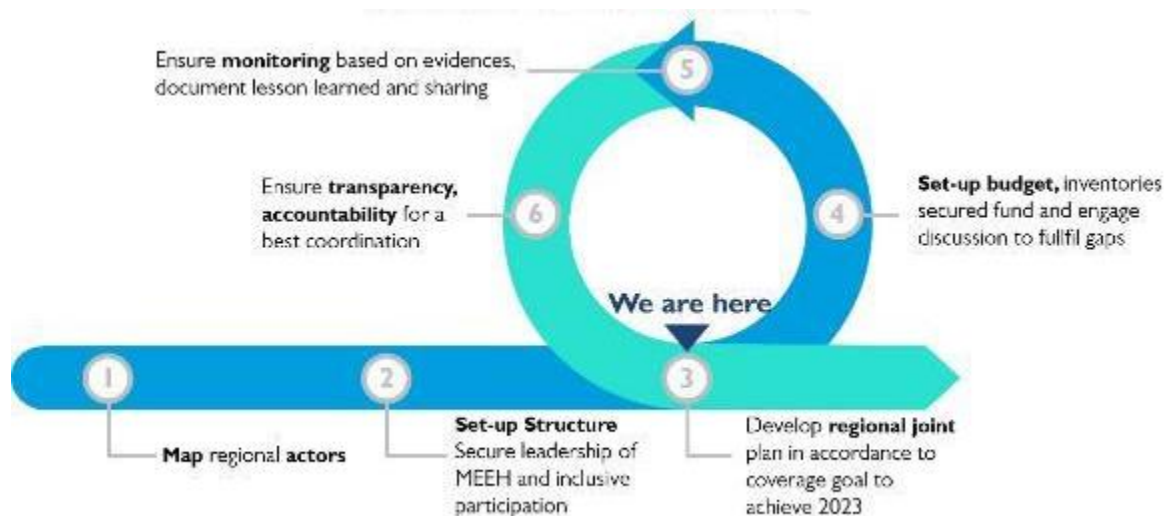 Ensure monitoring based on evidences,
document lesson learned and sharing
5
Ensure transparency,
accountability for a
best coordination
6
4
Set-up budget, inventories
secured fund and engage
discussion to fullfil gaps
We are here
1
2
3
Map regional actors
Set-up Structure
Secure leadership of
MEEH and inclusive
participation
Develop regional joint
plan in accordance to
coverage goal to
achieve 2023